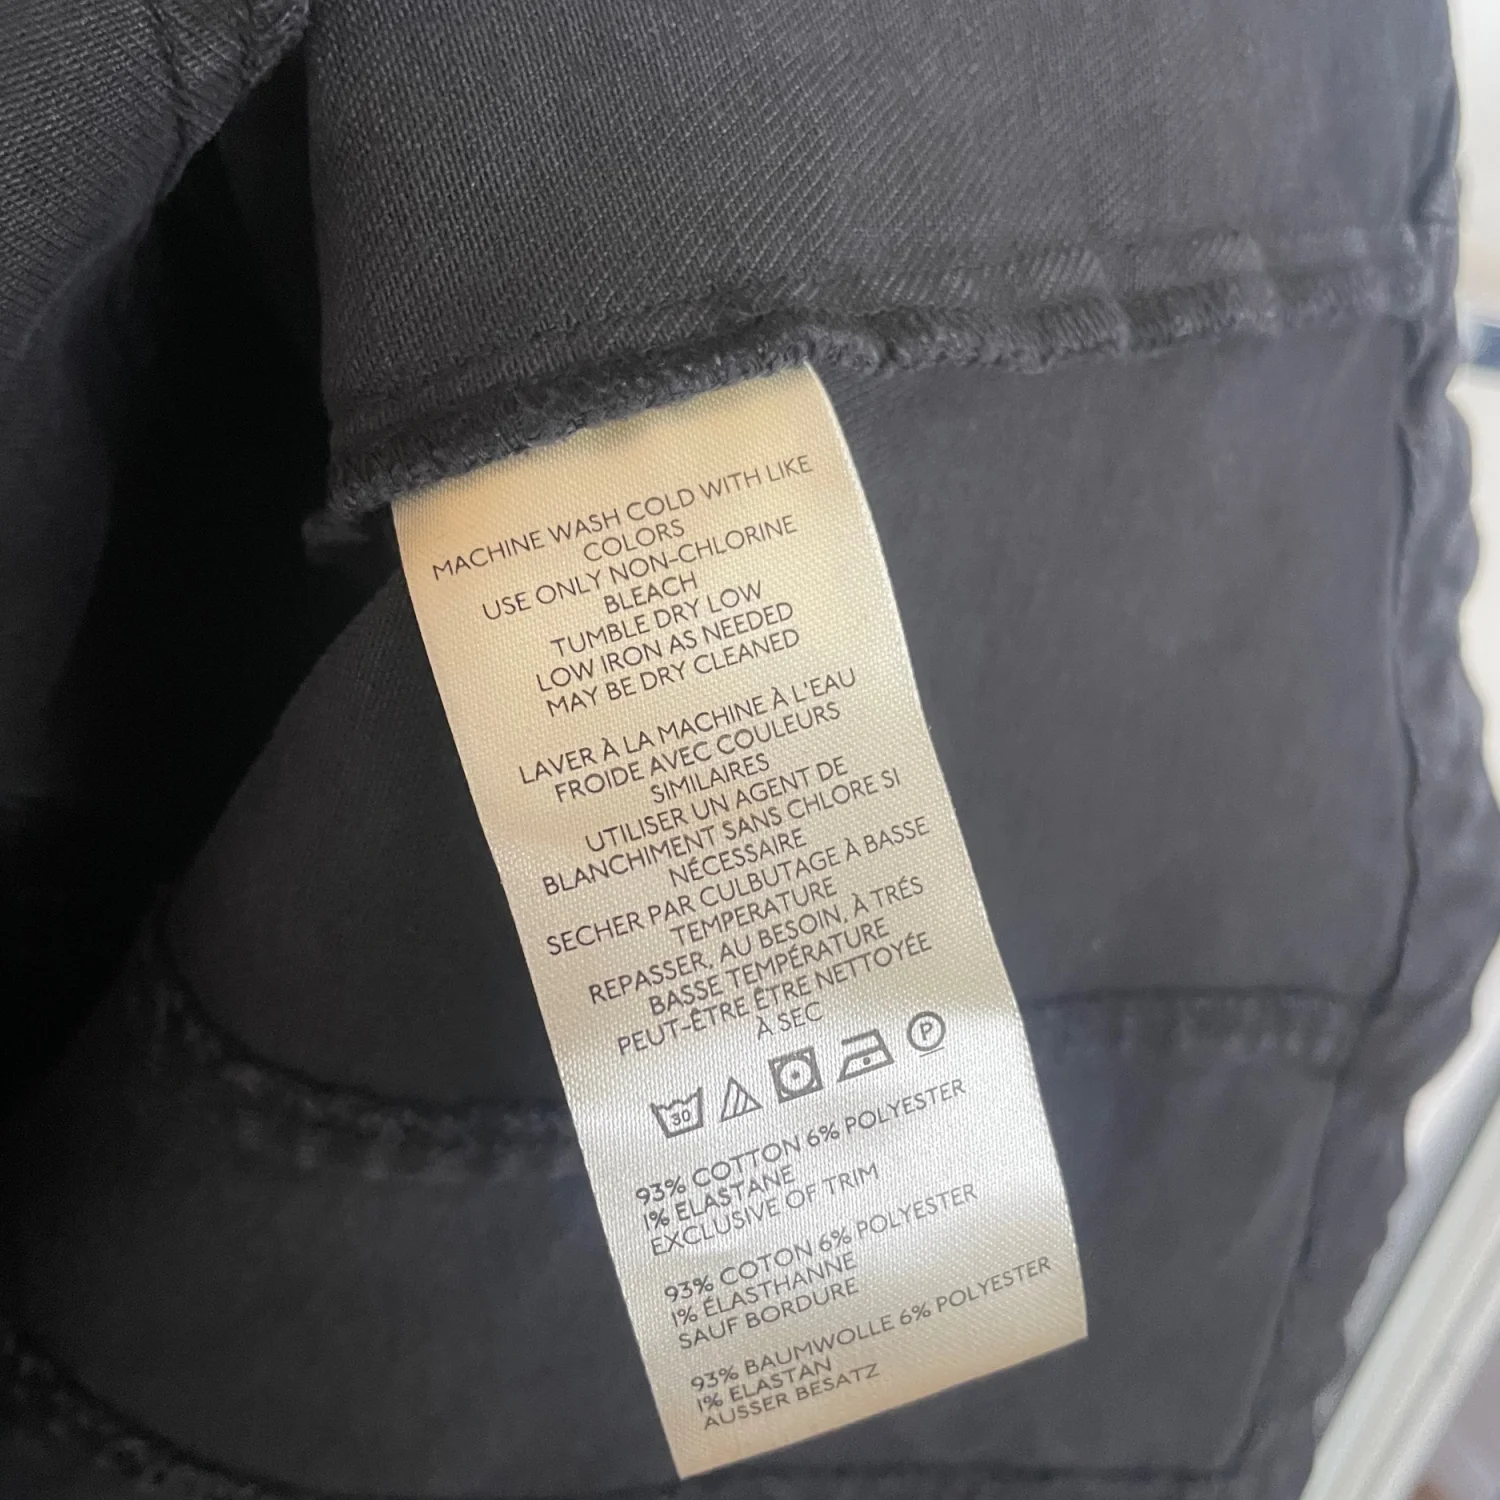 MACHINE WASH COLD WITH LIKE
COLORS
USE ONLY NON-CHLORINE
BLEACH
TUMBLE DRY LOW
LOW IRON AS NEEDED
MAY BE DRY CLEANED
LAVER À LA MACHINE À L'EAU
FROIDE AVEC COULEURS
SIMILAIRES
UTILISER UN AGENT DE
BLANCHIMENT SANS CHLORE SI
NÉCESSAIRE
SECHER PAR CULBUTAGE À BASSE
TEMPERATURE
REPASSER, AU BESOIN, À TRÉS
BASSE TEMPÉRATURE
PEUT-ÊTRE ÊTRE NETTOYÉE
À SEC
30 P
93% COTTON 6% POLYESTER
1% ELASTANE
EXCLUSIVE OF TRIM
93% COTON 6% POLYESTER
1% ÉLASTHANNE
SAUF BORDURE
93% BAUMWOLLE 6% POLYESTER
1% ELASTAN
AUSSER BESATZ